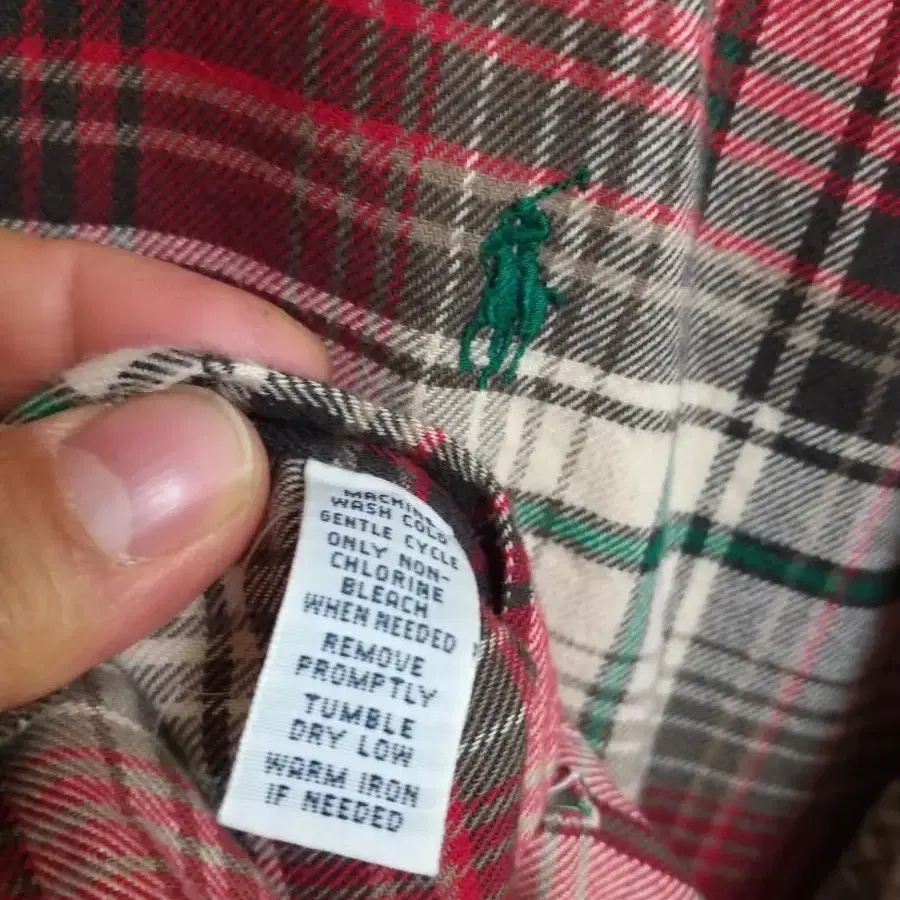 MACHINE
WASH COLD
GENTLE CYCLE
ONLY NON-
CHLORINE
BLEACH
WHEN NEEDED
REMOVE
PROMPTLY
TUMBLE
DRY LOW
WARM IRON
IF NEEDED